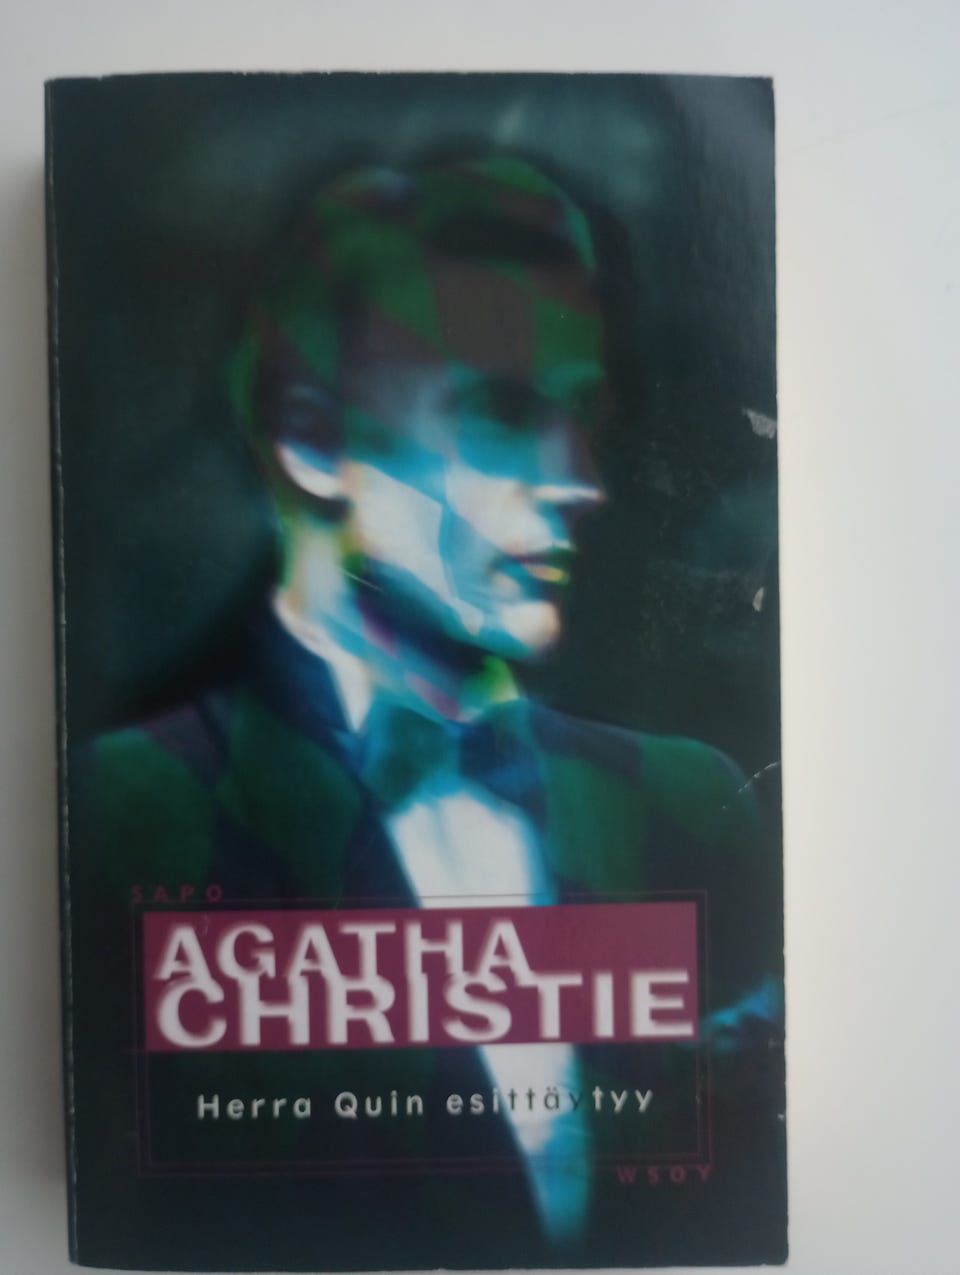 SAPO
AGATHA
CHRISTIE
Herra Quin esittäytyy
WSOY